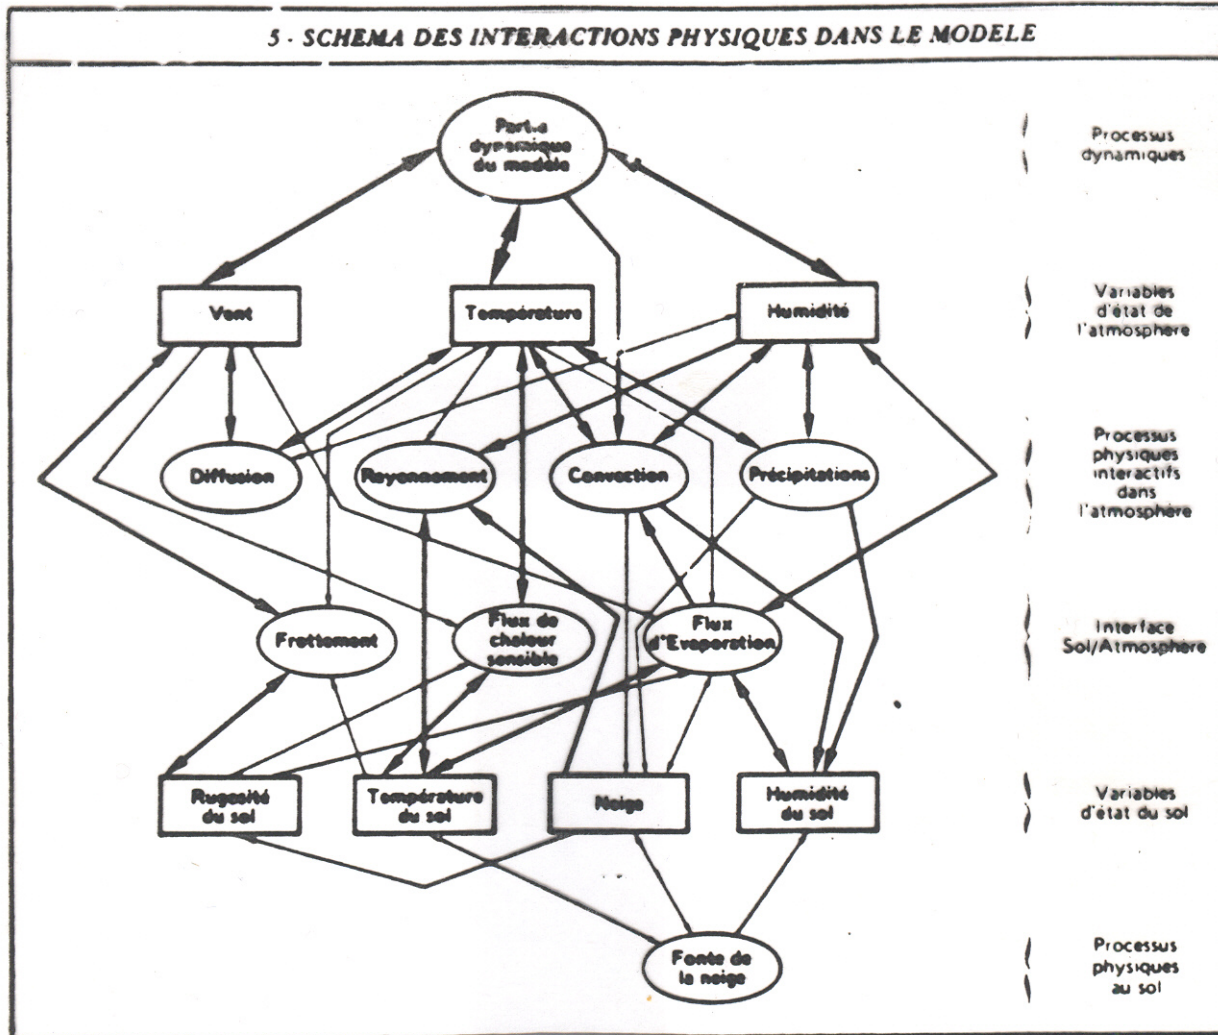 5 - SCHEMA DES INTERACTIONS PHYSIQUES DANS LE MODELE
Partie
dynamique
du modèle
Processus
dynamiques
Vent
Température
Humidité
Variables
d'état de
l'atmosphère
Diffusion
Rayonnement
Convection
Précipitations
Processus
physiques
interactifs
dans
l'atmosphère
Frottement
Flux de
chaleur
sensible
Flux
d'Evaporation
Interface
Sol/Atmosphère
Rugosité
du sol
Température
du sol
Neige
Humidité
du sol
Variables
d'état du sol
Fonte de
la neige
Processus
physiques
au sol